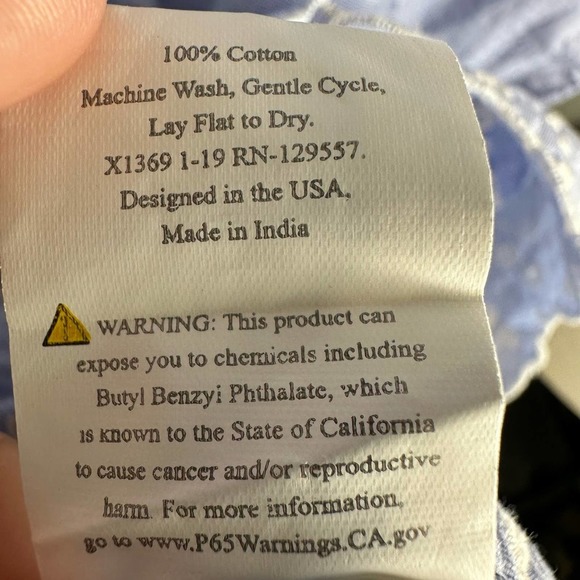 100% Cotton
Machine Wash, Gentle Cycle,
Lay Flat to Dry.
X1369 1-19 RN-129557.
Designed in the USA.
Made in India
WARNING: This product can
expose you to chemicals including
Butyl Benzyi Phthalate, which
is known to the State of California
to cause cancer and/or reproductive
harm. For more information,
go to www.P65Warnings.CA.gov